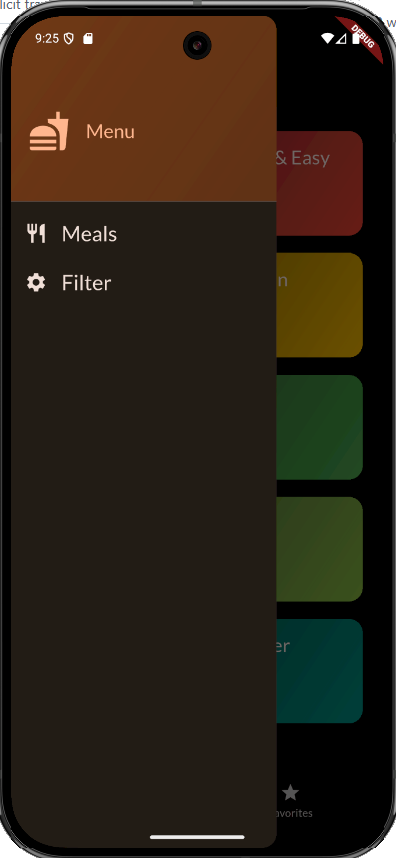 licit tra
w
9:25
DEBUG
Menu
& Easy
Meals
n
Filter
er
avorites